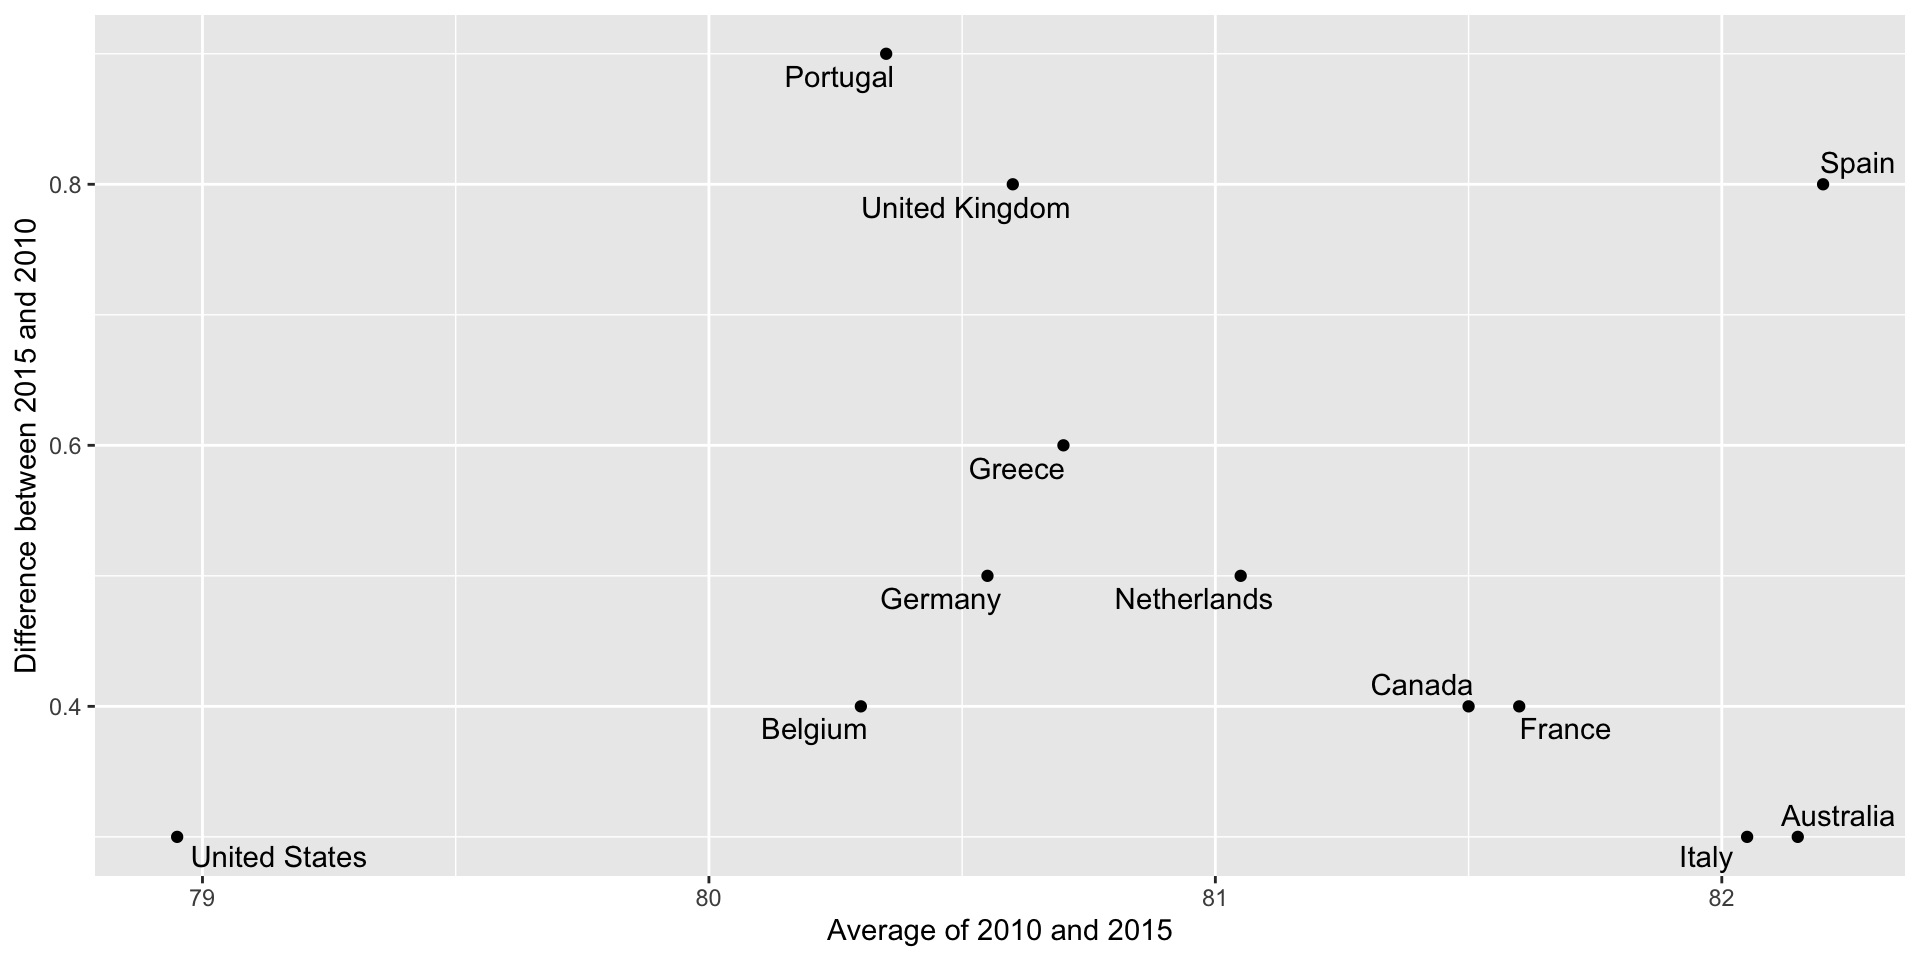 Portugal
Spain
0.8
United Kingdom
Difference between 2015 and 2010
0.6
Greece
Germany
Netherlands
Canada
0.4
Belgium
France
Australia
United States
Italy
79
80
81
82
Average of 2010 and 2015